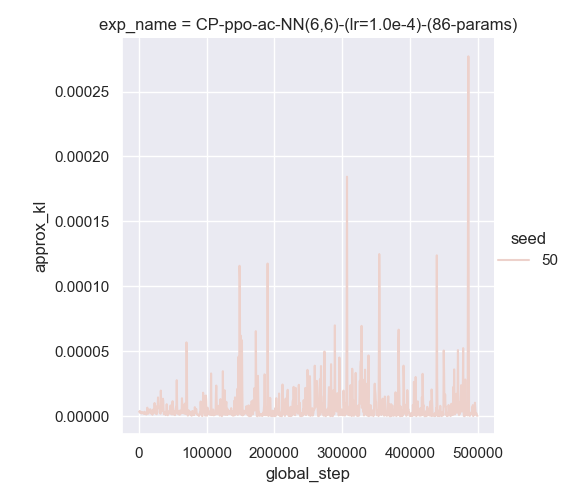 exp_name = CP-ppo-ac-NN(6,6)-(lr=1.0e-4)-(86-params)
0.00025
0.00020
0.00015
0.00010
0.00005
0.00000
approx_kl
0 100000 200000 300000 400000 500000
global_step
seed
50